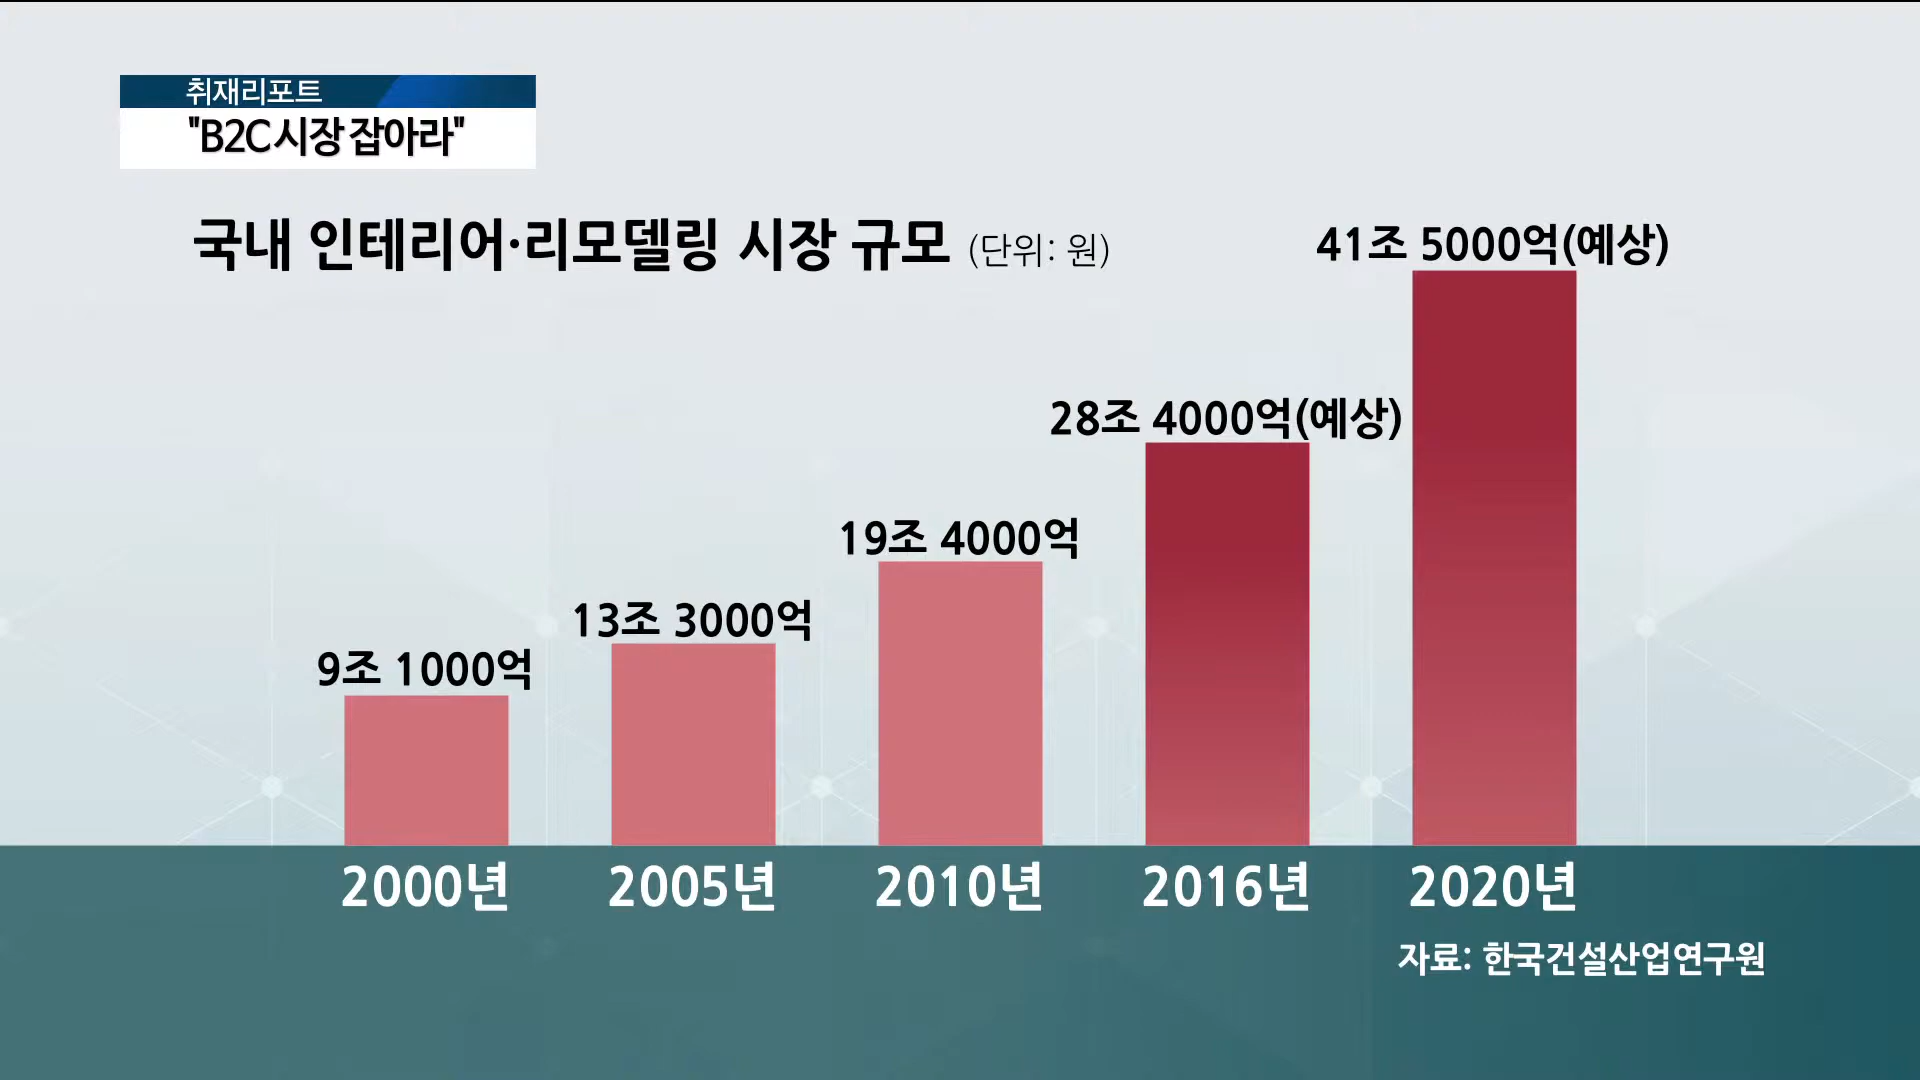 취재리포트
"B2C시장 잡아라"
국내 인테리어·리모델링 시장 규모 (단위: 원)
41조 5000억(예상)
28조 4000억(예상)
19조 4000억
13조 3000억
9조 1000억
2000년 2005년 2010년 2016년 2020년
자료: 한국건설산업연구원